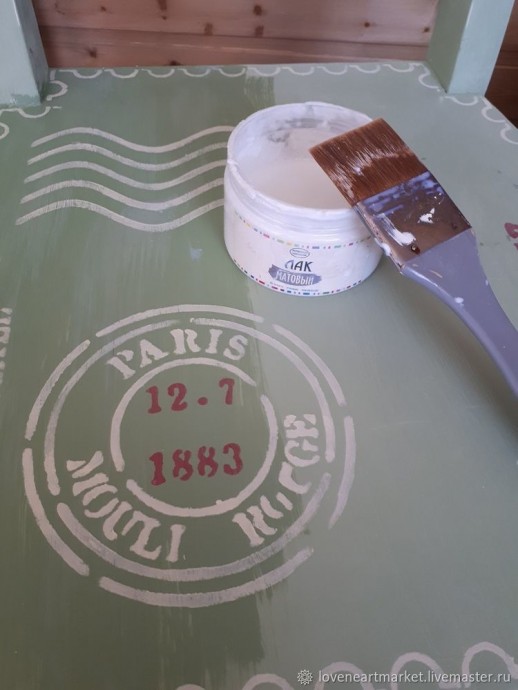 ЛАК
МАТОВЫЙ
PARIS
12.7
1883
MOULI ROUGE
loveneartmarket.livemaster.ru